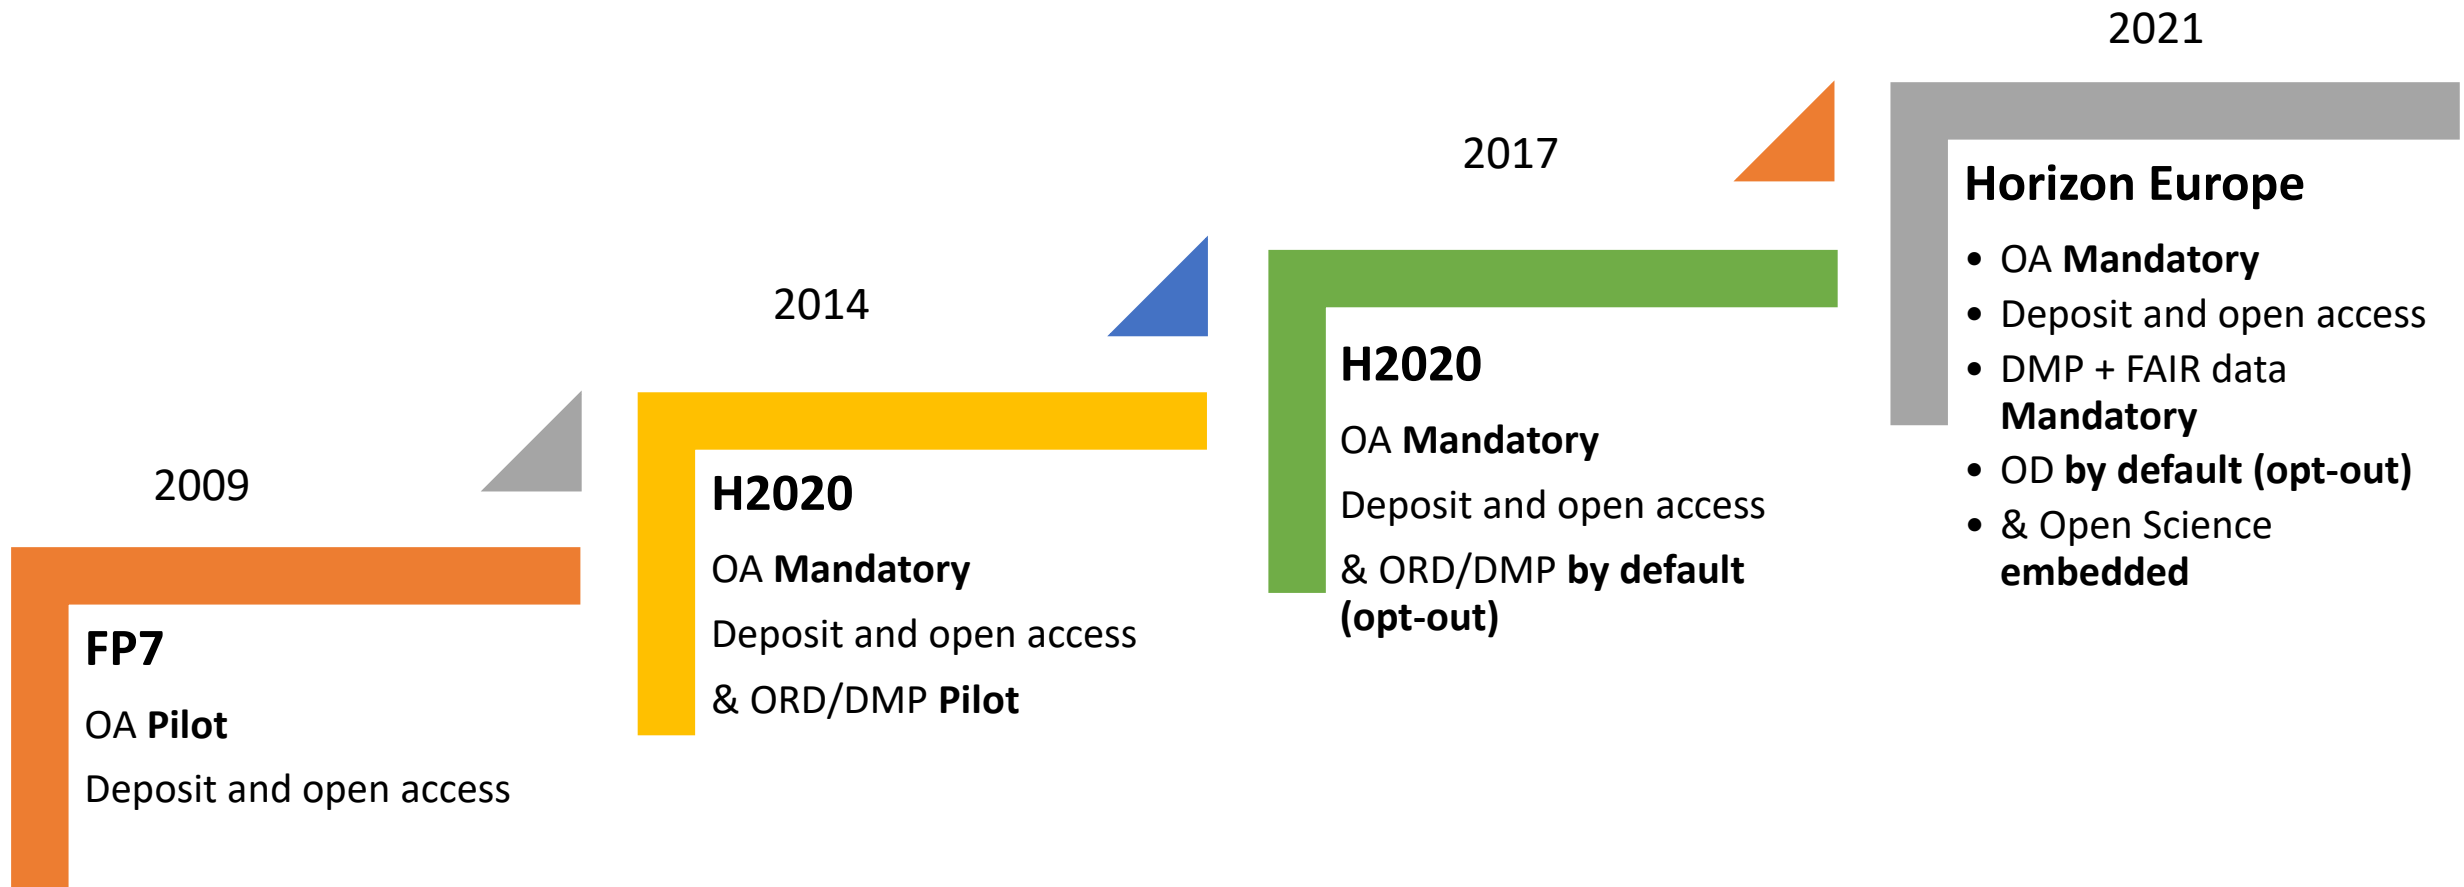 2009
FP7
OA Pilot
Deposit and open access
2014
H2020
OA Mandatory
Deposit and open access
& ORD/DMP Pilot
2017
H2020
OA Mandatory
Deposit and open access
& ORD/DMP by default
(opt-out)
2021
Horizon Europe
• OA Mandatory
• Deposit and open access
• DMP + FAIR data
Mandatory
• OD by default (opt-out)
• & Open Science
embedded